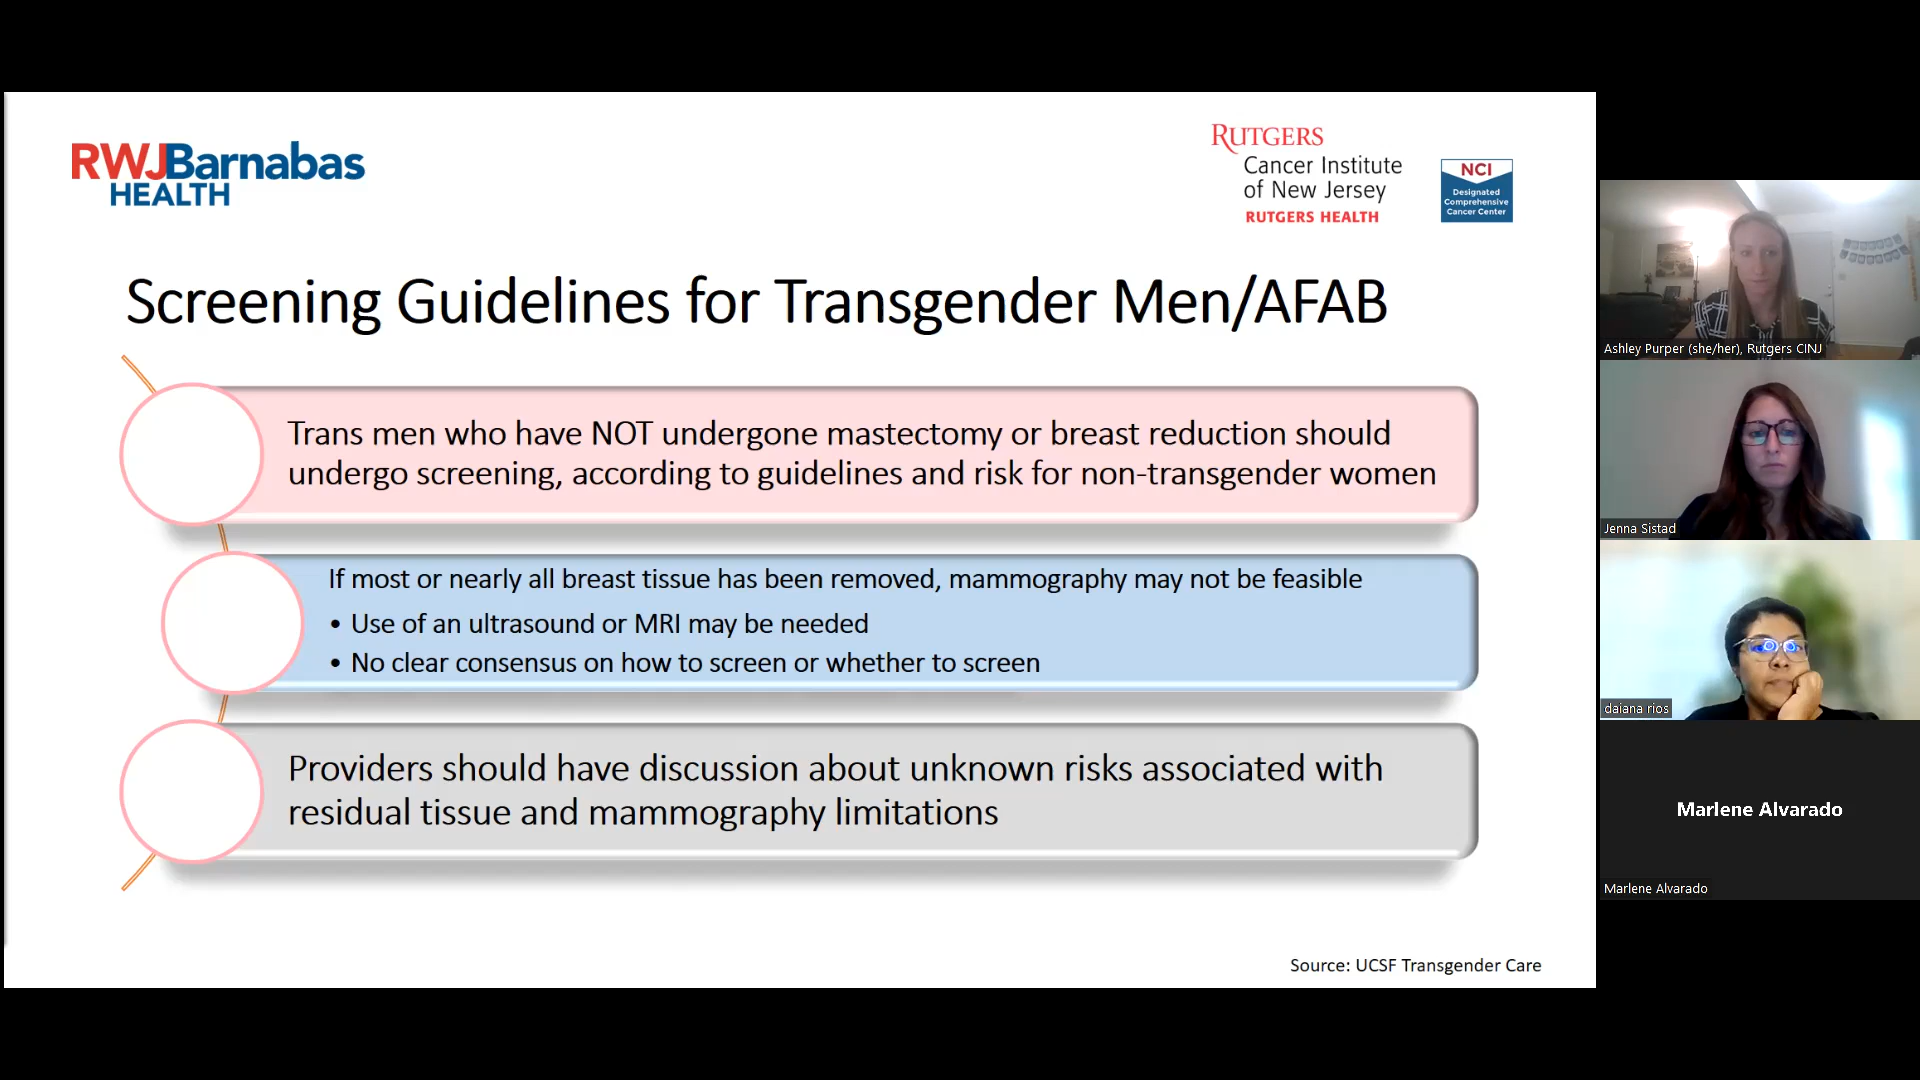 RWJBarnabas
HEALTH
RUTGERS
Cancer Institute
of New Jersey
RUTGERS HEALTH
NCI
Designated
Comprehensive
Cancer Center
Screening Guidelines for Transgender Men/AFAB
Trans men who have NOT undergone mastectomy or breast reduction should
undergo screening, according to guidelines and risk for non-transgender women
If most or nearly all breast tissue has been removed, mammography may not be feasible
• Use of an ultrasound or MRI may be needed
• No clear consensus on how to screen or whether to screen
Providers should have discussion about unknown risks associated with
residual tissue and mammography limitations
Source: UCSF Transgender Care
Ashley Purper (she/her), Rutgers CINJ
Jenna Sistad
daiana rios
Marlene Alvarado
Marlene Alvarado